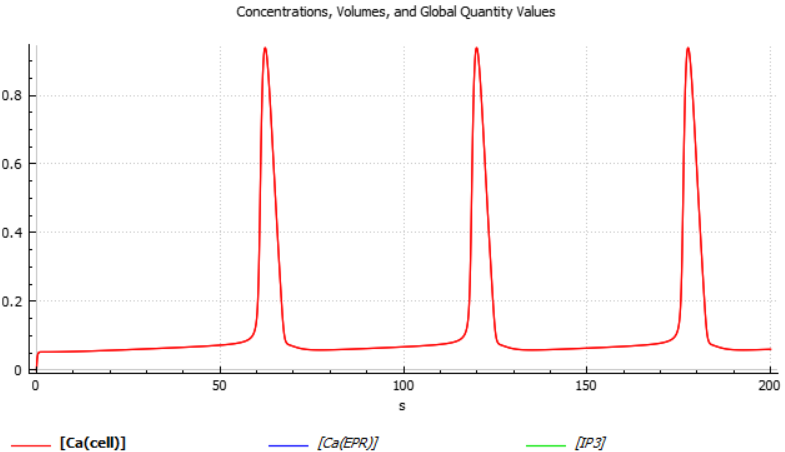 Concentrations, Volumes, and Global Quantity Values
0.8
0.6
0.4
0.2
0
0 50 100 150 200
s
[Ca(cell)] [Ca(EPR)] [IP3]